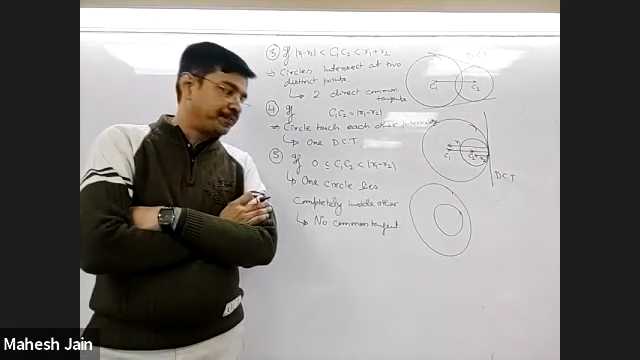 ③ If |r1-r2| < C1C2 < r1+r2
⇒ Circles Intersect at two
distinct points.
↳ 2 direct common
tangents
④ If C1C2 = |r1-r2|
⇒ Circle touch each other internally
↳ One D.C.T
⑤ If 0 ≤ C1C2 < |r1-r2|
↳ One circle lies
Completely inside other
↳ No common tangent.
C1 C2
C1 C2
D.C.T
Mahesh Jain